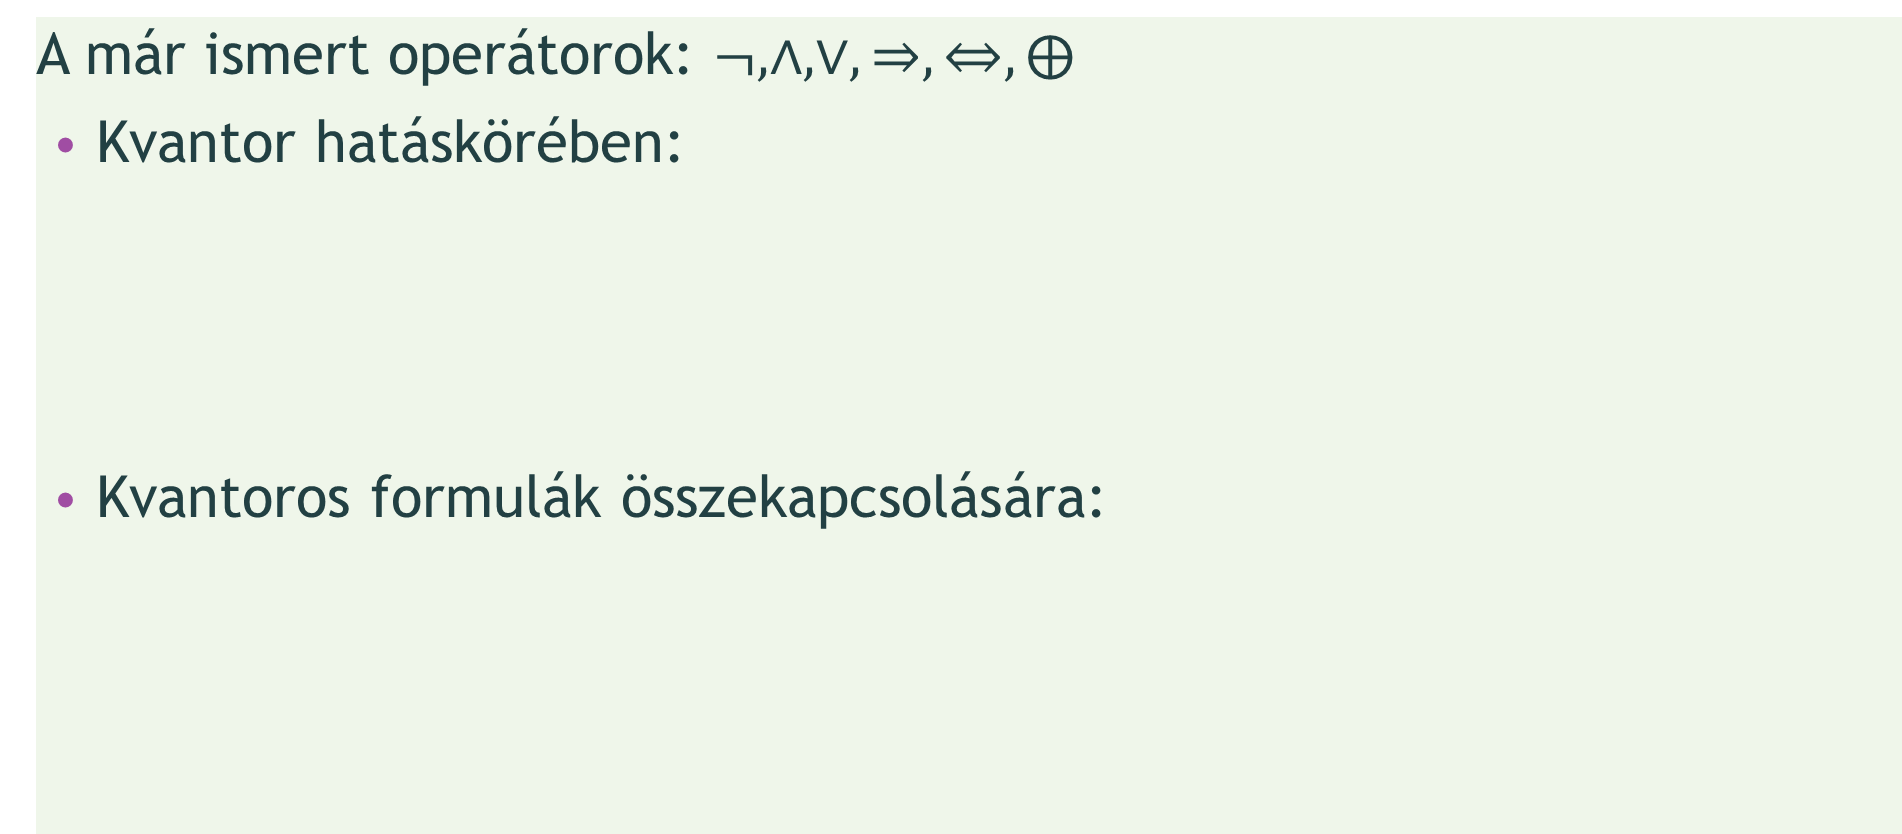 A már ismert operátorok: ¬,∧,∨, ⇒, ⇔, ⊕
• Kvantor hatáskörében:
• Kvantoros formulák összekapcsolására: